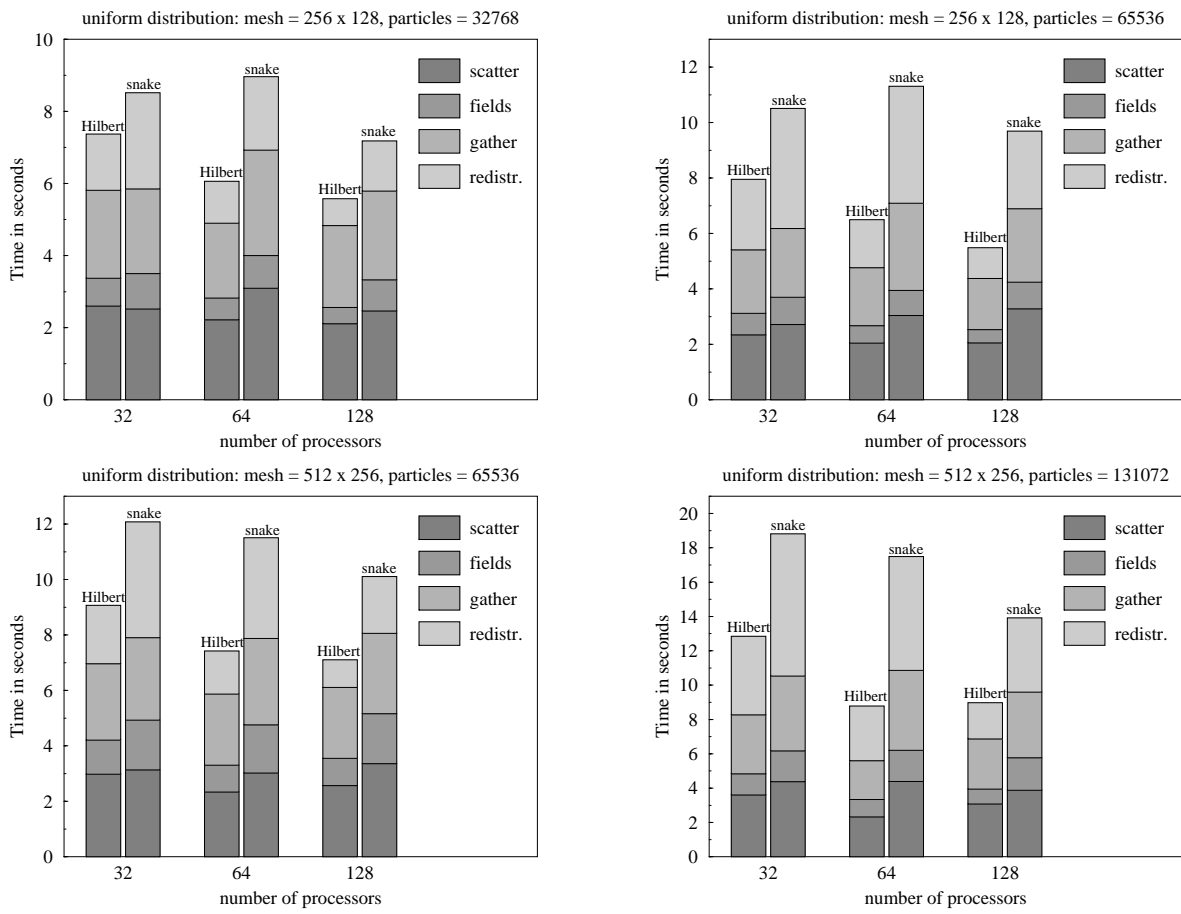 uniform distribution: mesh = 256 x 128, particles = 32768
10
8
6
4
2
0
Time in seconds
Hilbert
snake
Hilbert
snake
Hilbert
snake
scatter
fields
gather
redistr.
32
64
128
number of processors
uniform distribution: mesh = 256 x 128, particles = 65536
12
10
8
6
4
2
0
Time in seconds
Hilbert
snake
Hilbert
snake
Hilbert
snake
scatter
fields
gather
redistr.
32
64
128
number of processors
uniform distribution: mesh = 512 x 256, particles = 65536
12
10
8
6
4
2
0
Time in seconds
Hilbert
snake
Hilbert
snake
Hilbert
snake
scatter
fields
gather
redistr.
32
64
128
number of processors
uniform distribution: mesh = 512 x 256, particles = 131072
20
18
16
14
12
10
8
6
4
2
0
Time in seconds
Hilbert
snake
Hilbert
snake
Hilbert
snake
scatter
fields
gather
redistr.
32
64
128
number of processors